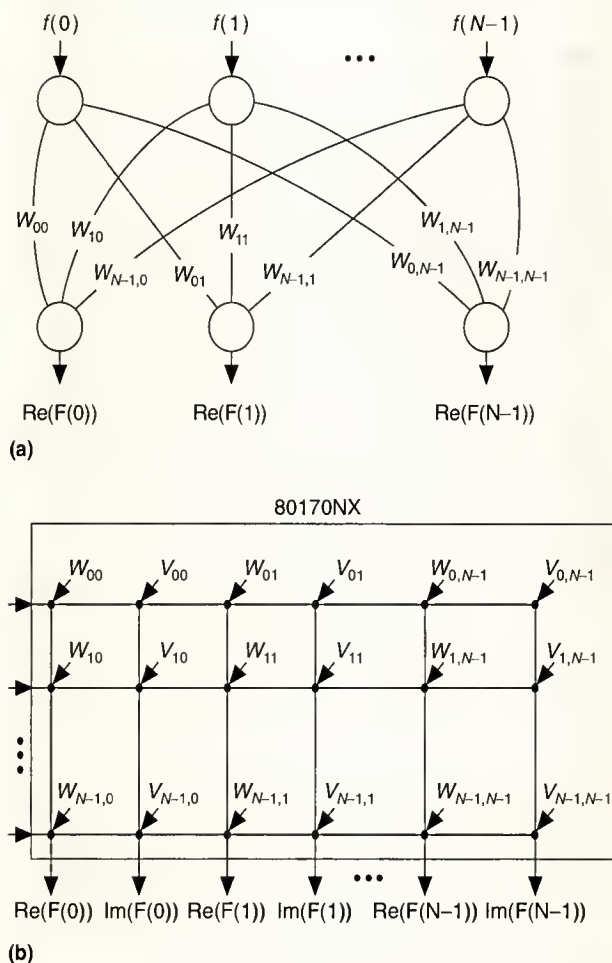 f(0) f(1) f(N–1)
•••
W00 W10 W11 W1,N–1
WN–1,0 W01 WN–1,1 W0,N–1 WN–1,N–1
Re(F(0)) Re(F(1)) Re(F(N–1))
(a)
80170NX
W00 V00 W01 V01 W0,N–1 V0,N–1
W10 V10 W11 V11 W1,N–1 V1,N–1
•••
WN–1,0 VN–1,0 WN–1,1 VN–1,1 WN–1,N–1 VN–1,N–1
•••
Re(F(0)) Im(F(0)) Re(F(1)) Im(F(1)) Re(F(N–1)) Im(F(N–1))
(b)